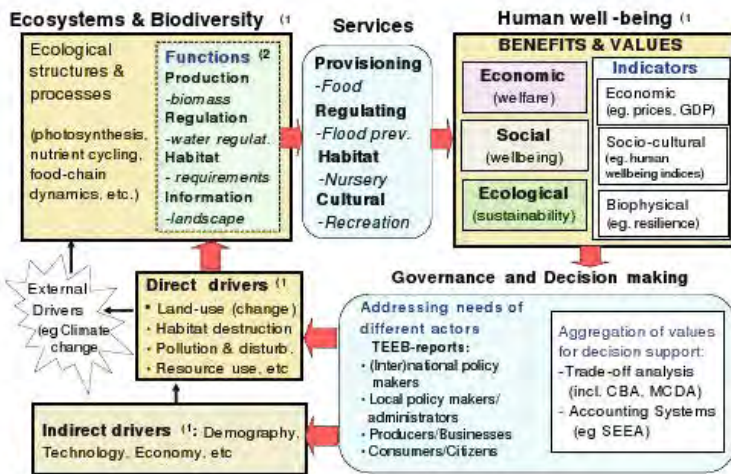 Ecosystems & Biodiversity (1
Ecological
structures &
processes
(photosynthesis,
nutrient cycling,
food-chain
dynamics, etc.)
Functions (2
Production
-biomass
Regulation
-water regulat.
Habitat
- requirements
Information
-landscape
Services
Provisioning
-Food
Regulating
-Flood prev.
Habitat
-Nursery
Cultural
-Recreation
Human well -being (1
BENEFITS & VALUES
Economic
(welfare)
Social
(wellbeing)
Ecological
(sustainability)
Indicators
Economic
(eg. prices, GDP)
Socio-cultural
(eg. human
wellbeing indices)
Biophysical
(eg. resilience)
External
Drivers
(eg Climate
change
Direct drivers (1
• Land-use (change)
• Habitat destruction
• Pollution & disturb.
• Resource use, etc
Indirect drivers (1: Demography,
Technology, Economy, etc
Governance and Decision making
Addressing needs of
different actors
TEEB-reports:
• (Inter)national policy
makers
• Local policy makers/
administrators
• Producers/Businesses
• Consumers/Citizens
Aggregation of values
for decision support:
-Trade-off analysis
(incl. CBA, MCDA)
- Accounting Systems
(eg SEEA)